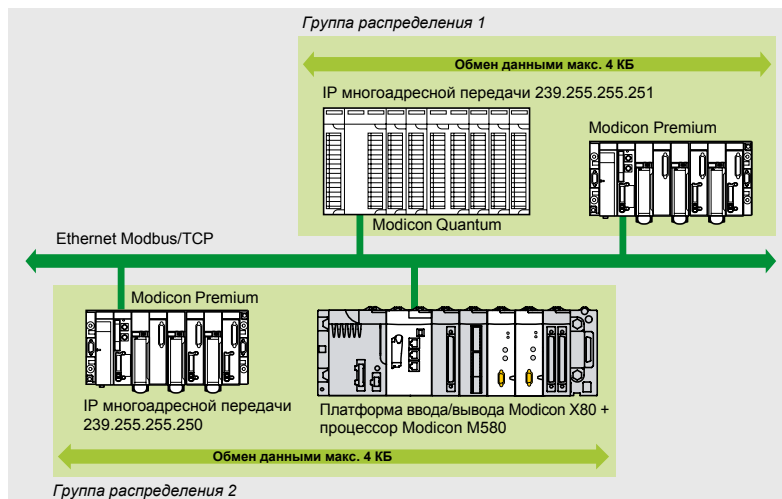 Группа распределения 1
Обмен данными макс. 4 КБ
IP многоадресной передачи 239.255.255.251
Modicon Premium
Modicon Quantum
Ethernet Modbus/TCP
Modicon Premium
IP многоадресной передачи
239.255.255.250
Платформа ввода/вывода Modicon X80 +
процессор Modicon M580
Обмен данными макс. 4 КБ
Группа распределения 2